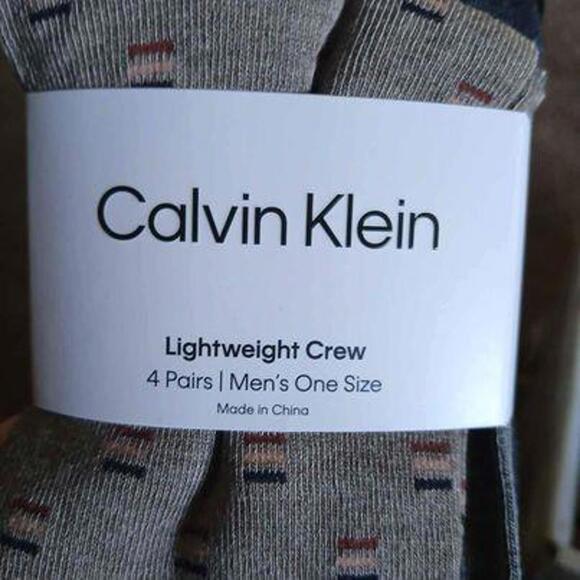 Calvin Klein
Lightweight Crew
4 Pairs | Men's One Size
Made in China